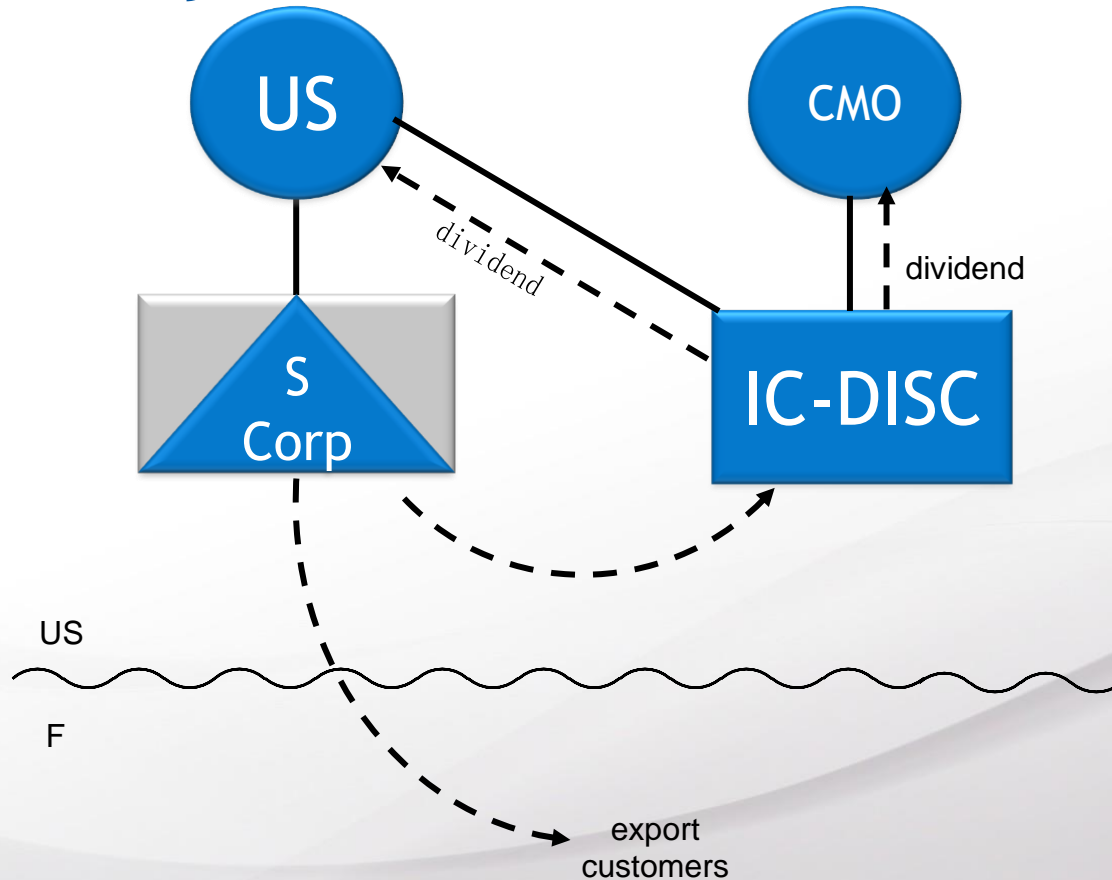 US
CMO
dividend
dividend
S
Corp
IC-DISC
US
F
export
customers